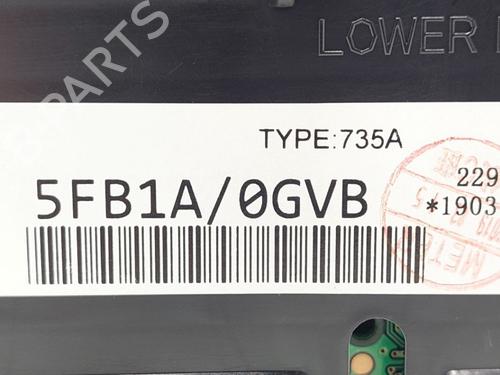 LOWER
TYPE:735A
5FB1A/0GVB
229
*1903
B-PARTS